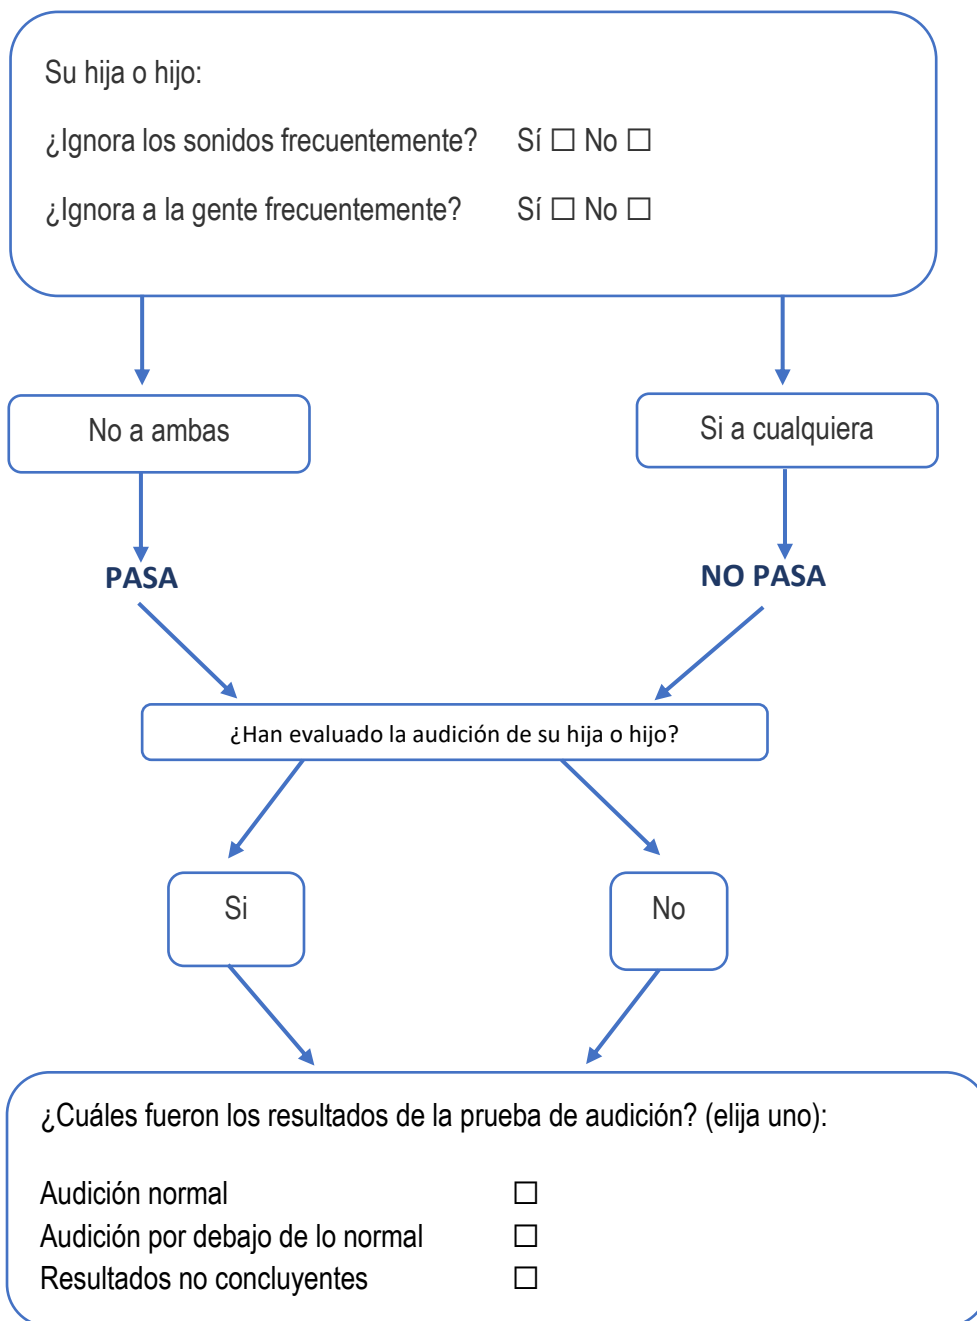 Su hija o hijo:
¿Ignora los sonidos frecuentemente? Sí ☐ No ☐
¿Ignora a la gente frecuentemente? Sí ☐ No ☐
No a ambas
Si a cualquiera
PASA
NO PASA
¿Han evaluado la audición de su hija o hijo?
Si
No
¿Cuáles fueron los resultados de la prueba de audición? (elija uno):
Audición normal ☐
Audición por debajo de lo normal ☐
Resultados no concluyentes ☐